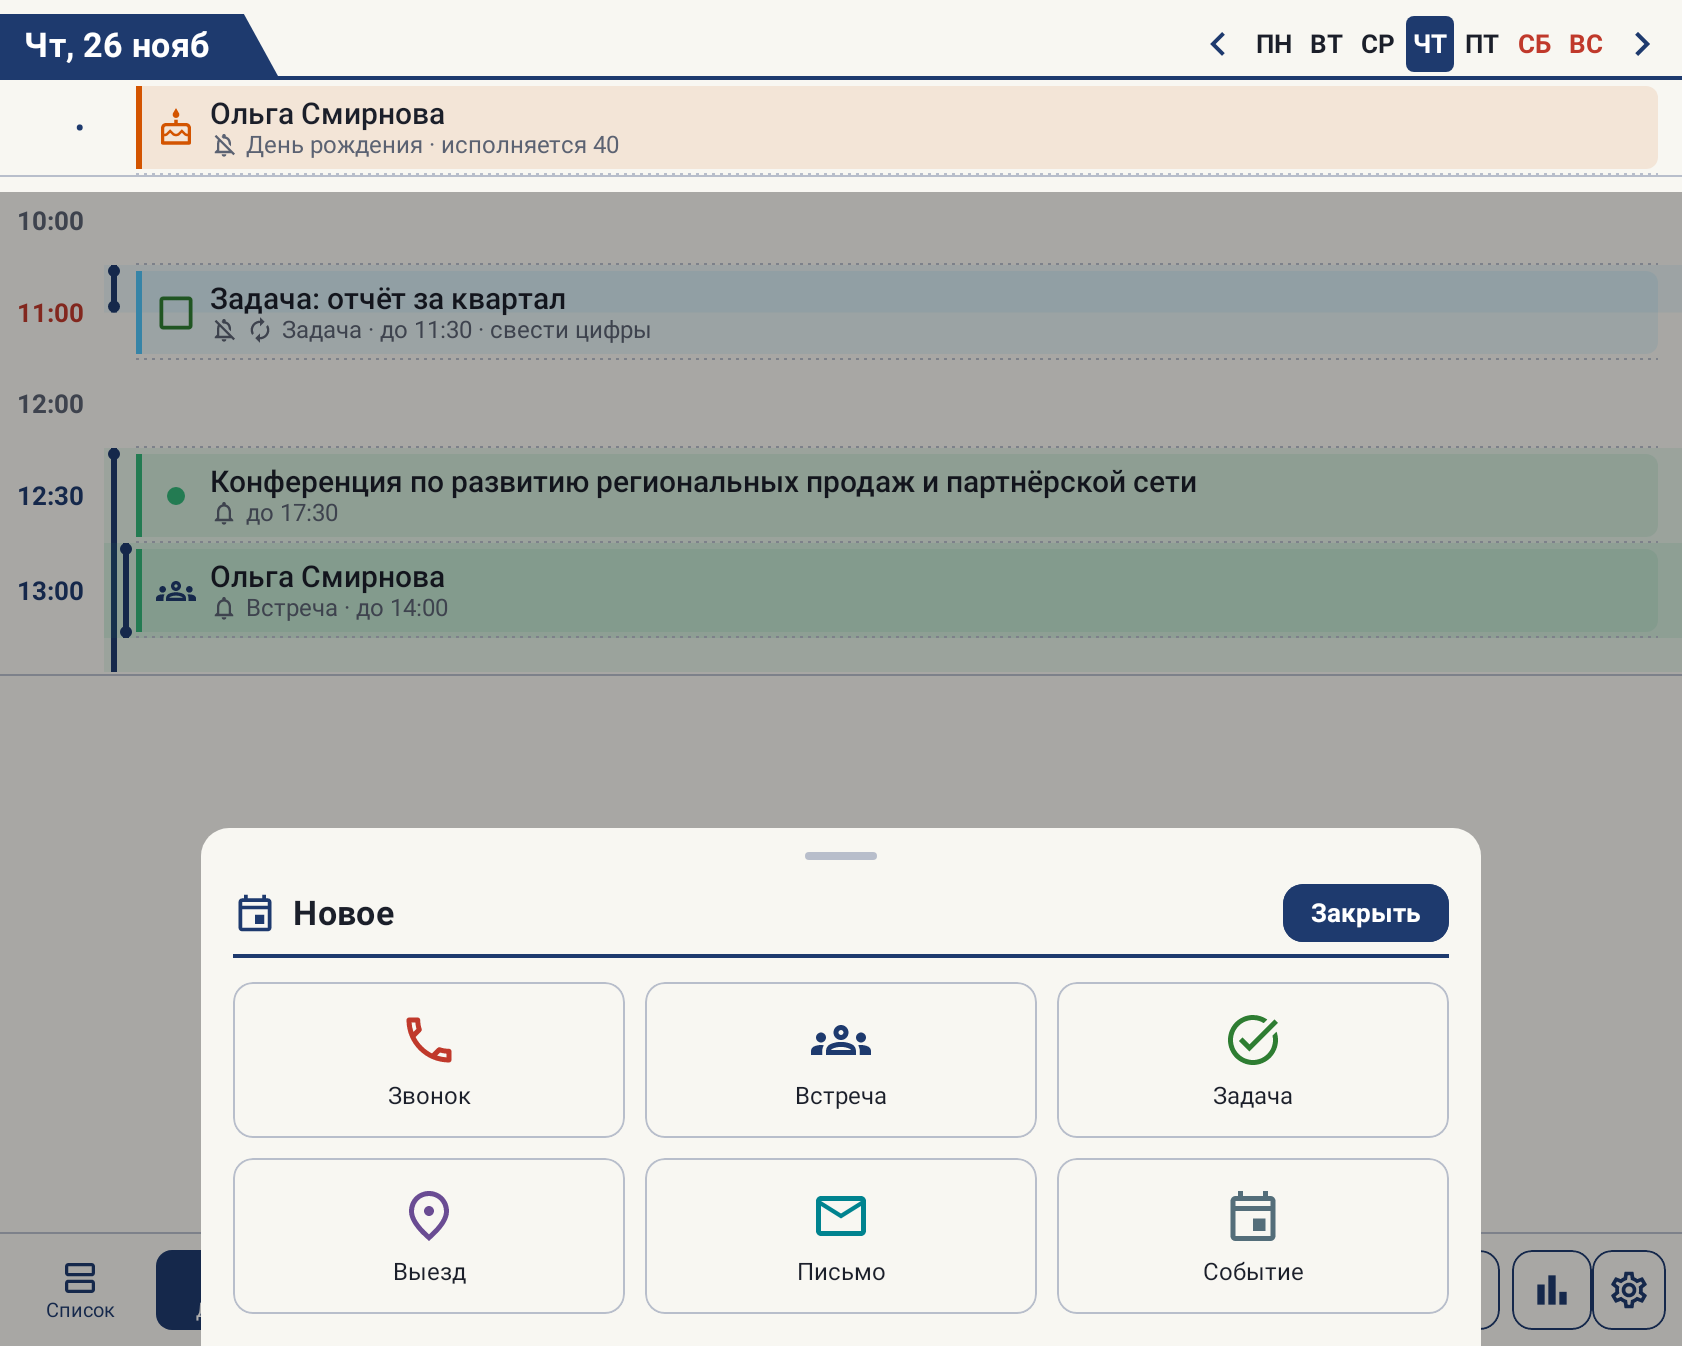 Чт, 26 нояб
ПН ВТ СР ЧТ ПТ СБ ВС
Ольга Смирнова
День рождения · исполняется 40
10:00
11:00
Задача: отчёт за квартал
Задача · до 11:30 · свести цифры
12:00
12:30
Конференция по развитию региональных продаж и партнёрской сети
до 17:30
13:00
Ольга Смирнова
Встреча · до 14:00
Новое
Закрыть
Звонок
Встреча
Задача
Выезд
Письмо
Событие
Список